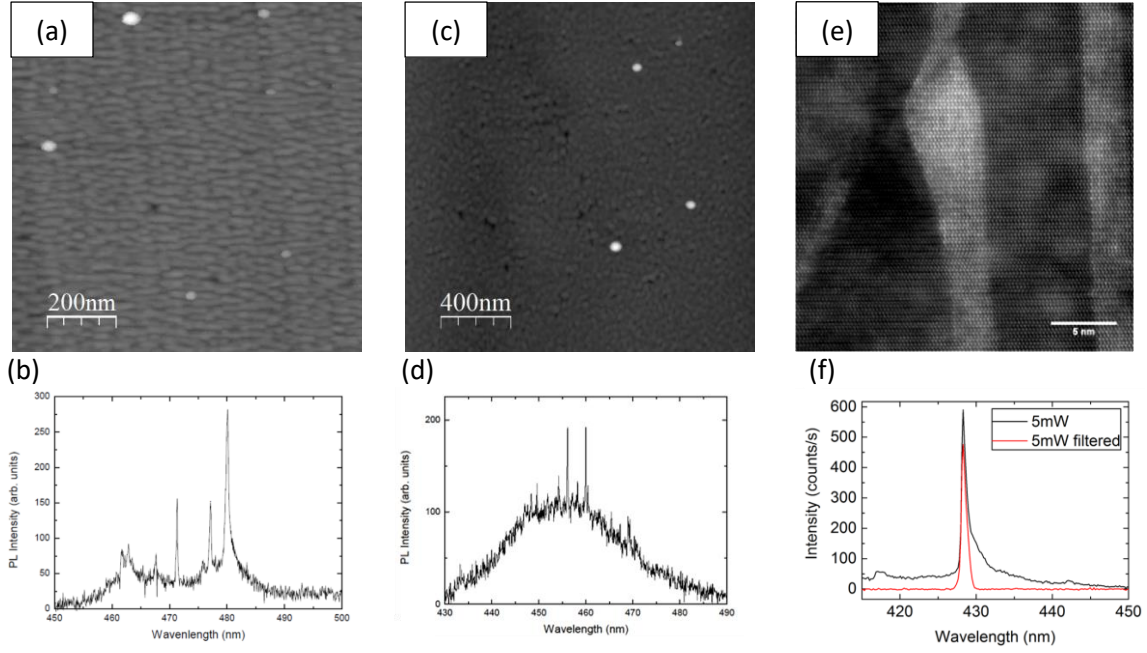 (a)
200nm
(c)
400nm
(e)
5 nm
(b)
PL Intensity (arb. units)
300
250
200
150
100
50
0
450
460
470
480
490
500
Wavelength (nm)
(d)
PL Intensity (arb. units)
200
100
0
430
440
450
460
470
480
490
Wavelength (nm)
(f)
Intensity (counts/s)
600
500
400
300
200
100
0
5mW
5mW filtered
420
430
440
450
Wavelength (nm)